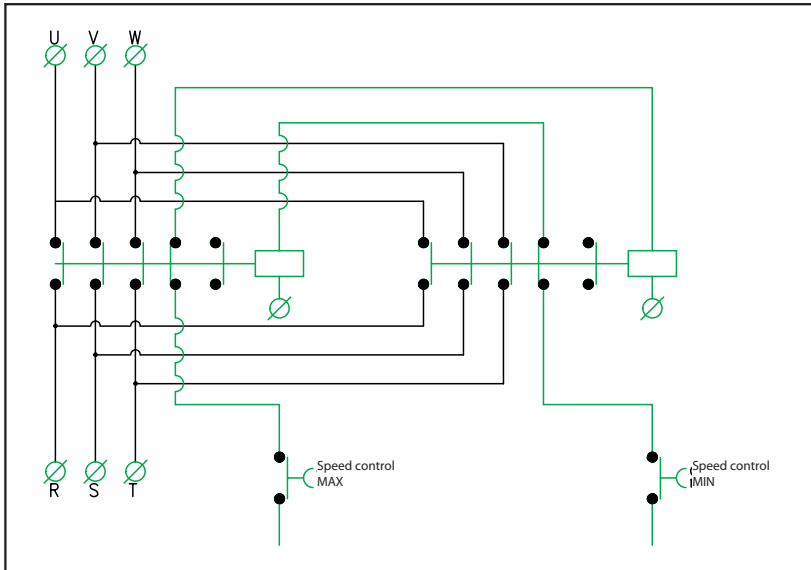 U V W
Speed control
MAX
Speed control
MIN
R S T